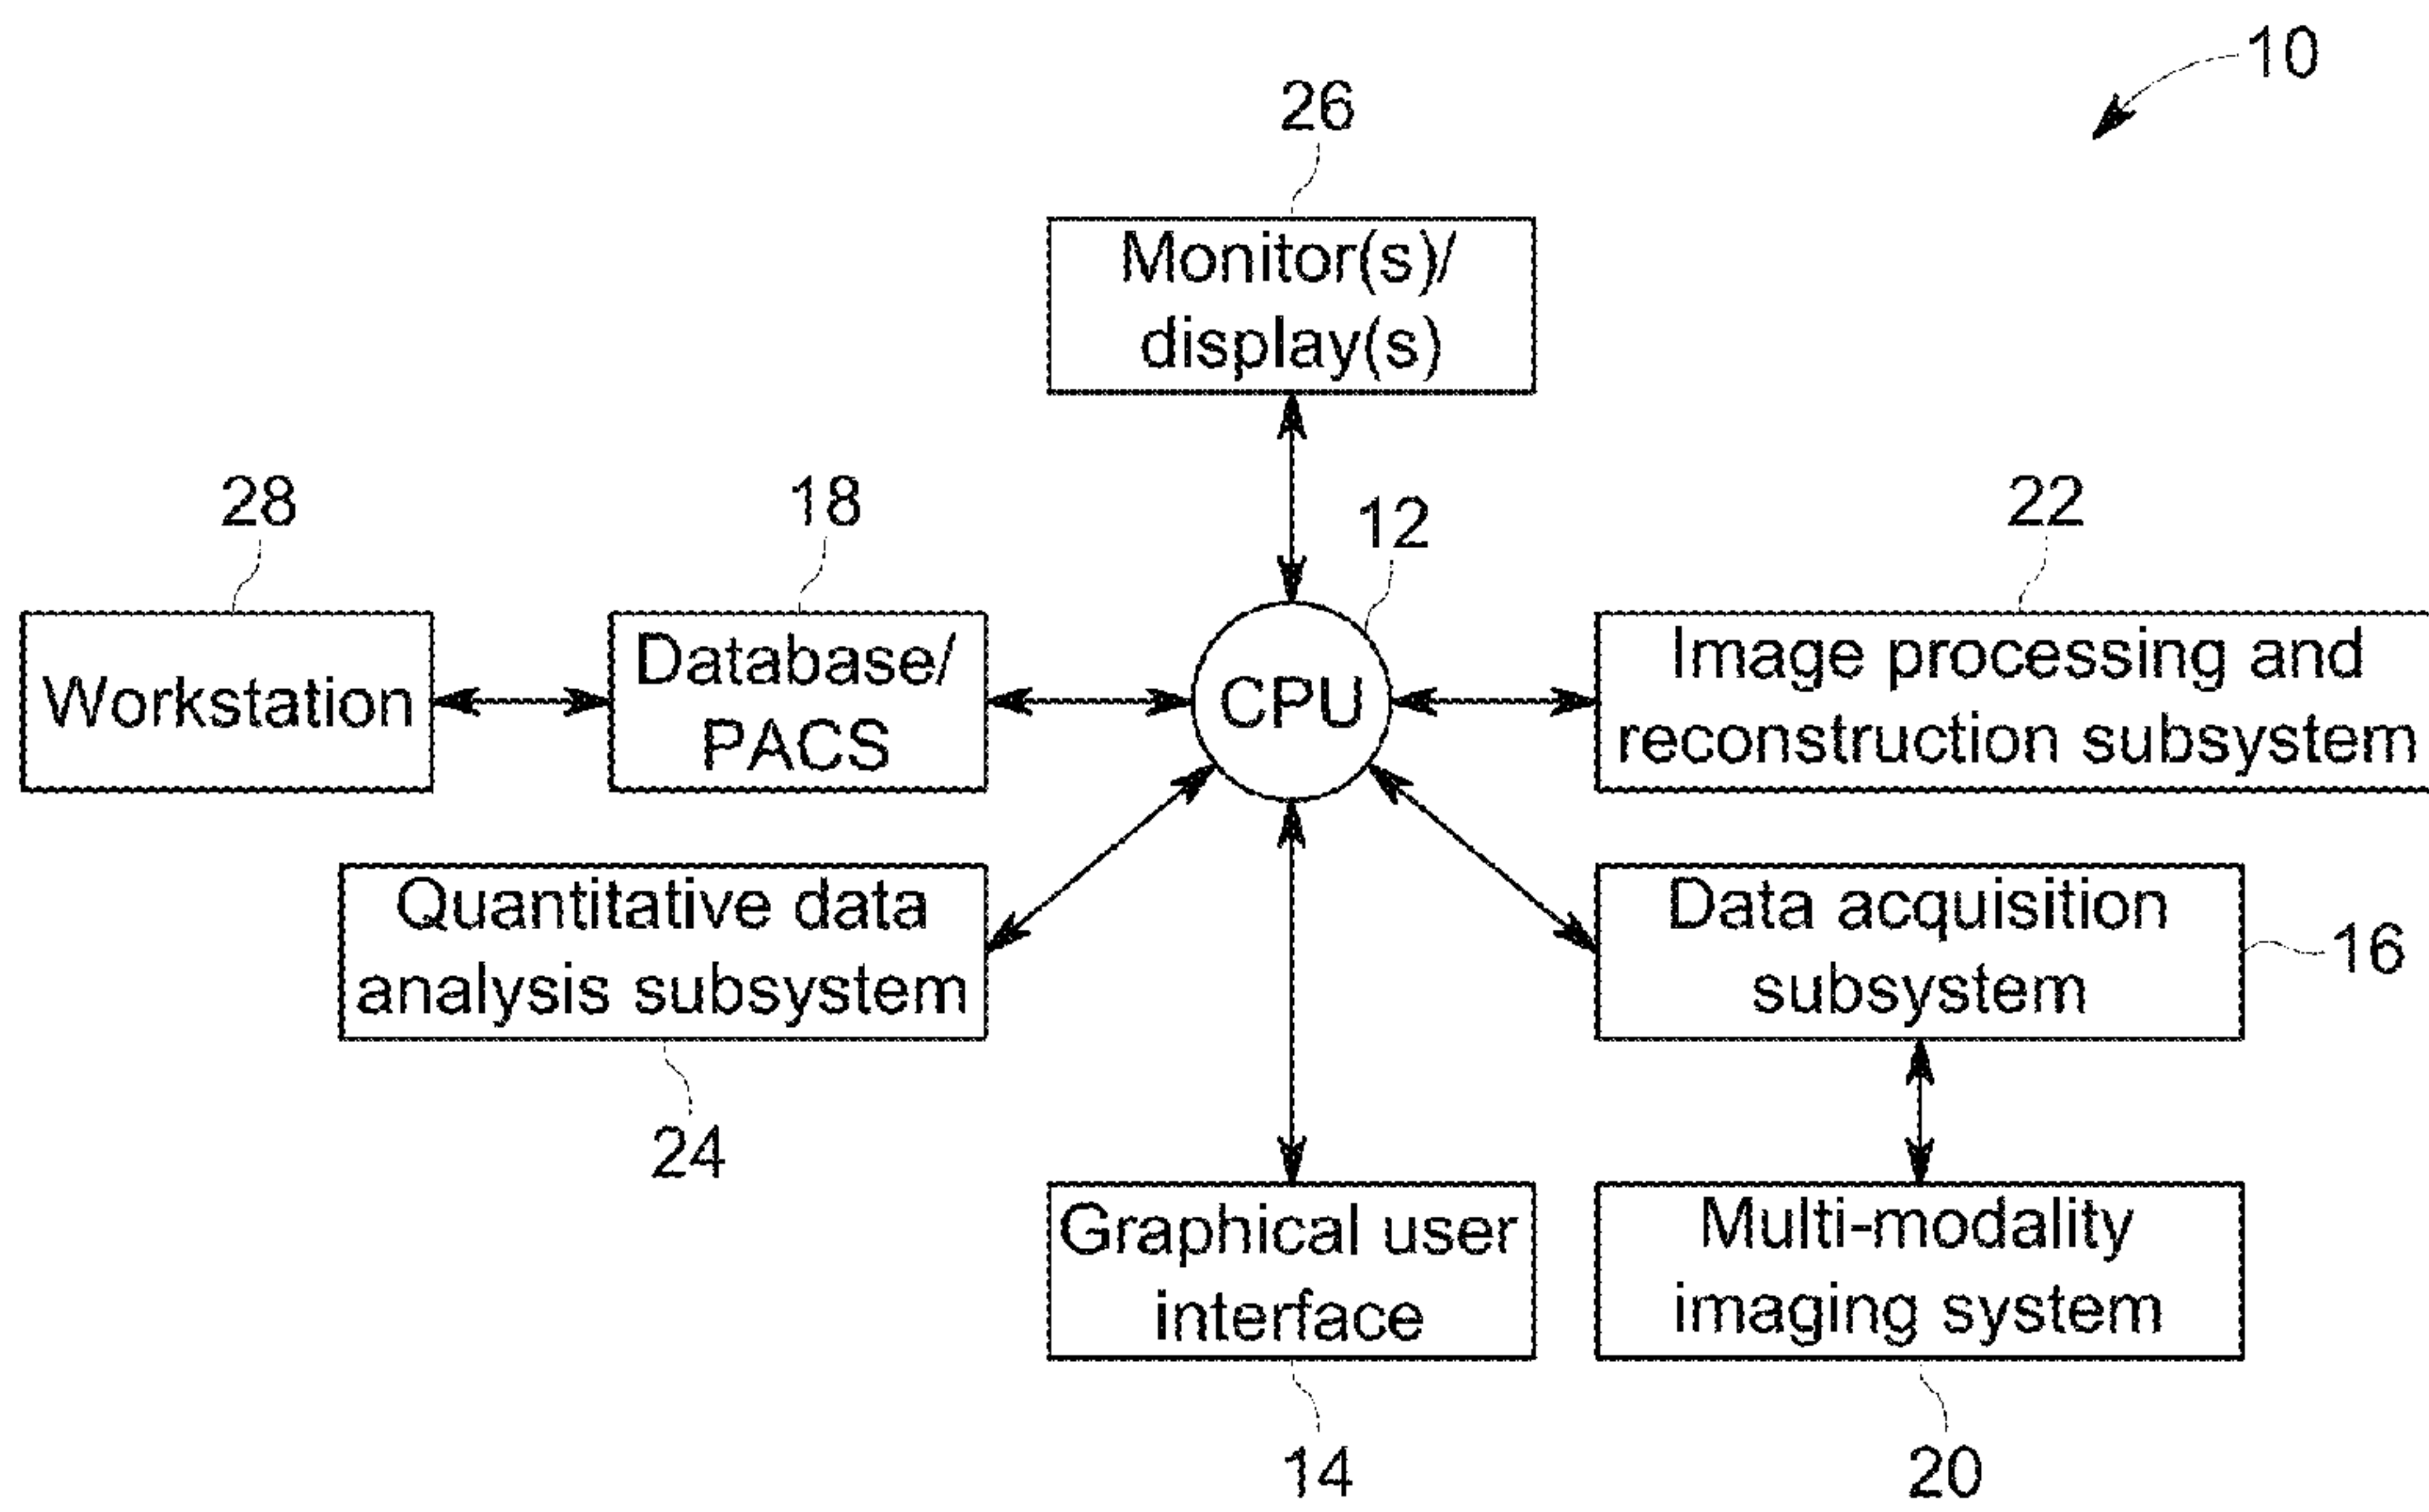 10
26
Monitor(s)/
display(s)
28
18
12
22
Workstation
Database/
PACS
CPU
Image processing and
reconstruction subsystem
Quantitative data
analysis subsystem
Data acquisition
subsystem
16
24
Graphical user
interface
Multi-modality
imaging system
14
20